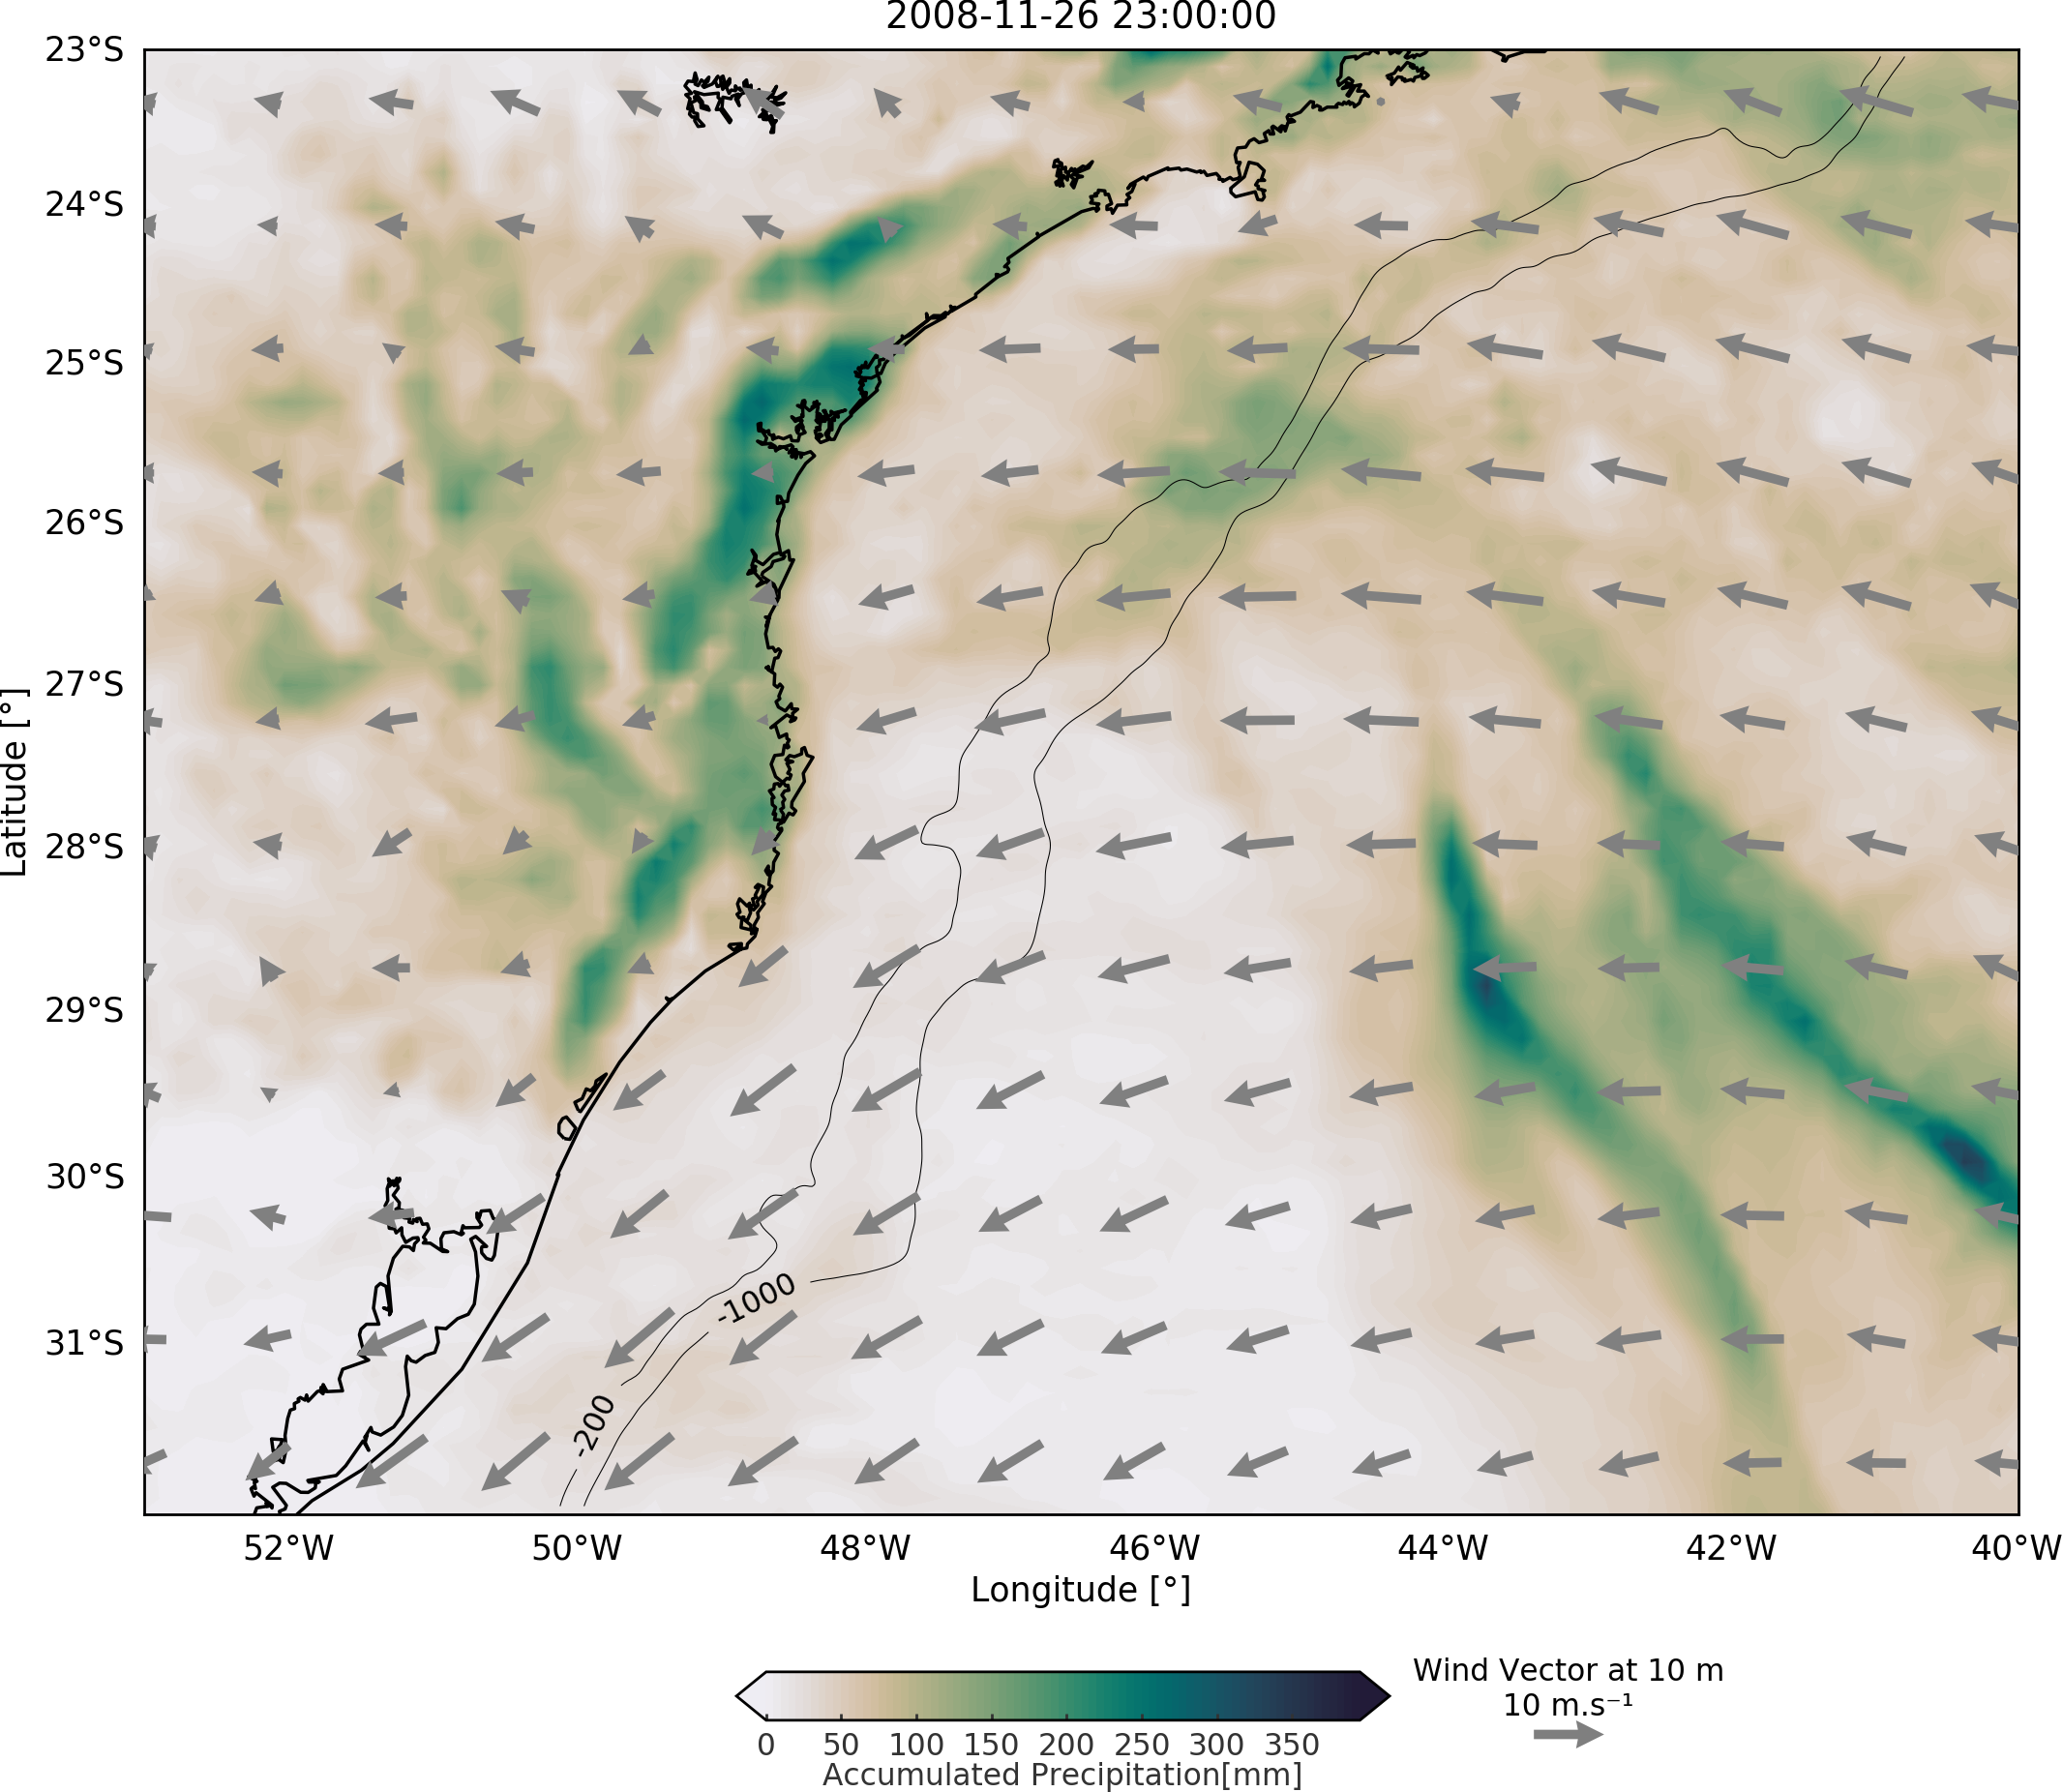 2008-11-26 23:00:00
23°S
24°S
25°S
26°S
27°S
28°S
29°S
30°S
31°S
Latitude [°]
-1000
-200
52°W
50°W
48°W
46°W
44°W
42°W
40°W
Longitude [°]
Wind Vector at 10 m
10 m.s⁻¹
0
50
100
150
200
250
300
350
Accumulated Precipitation[mm]